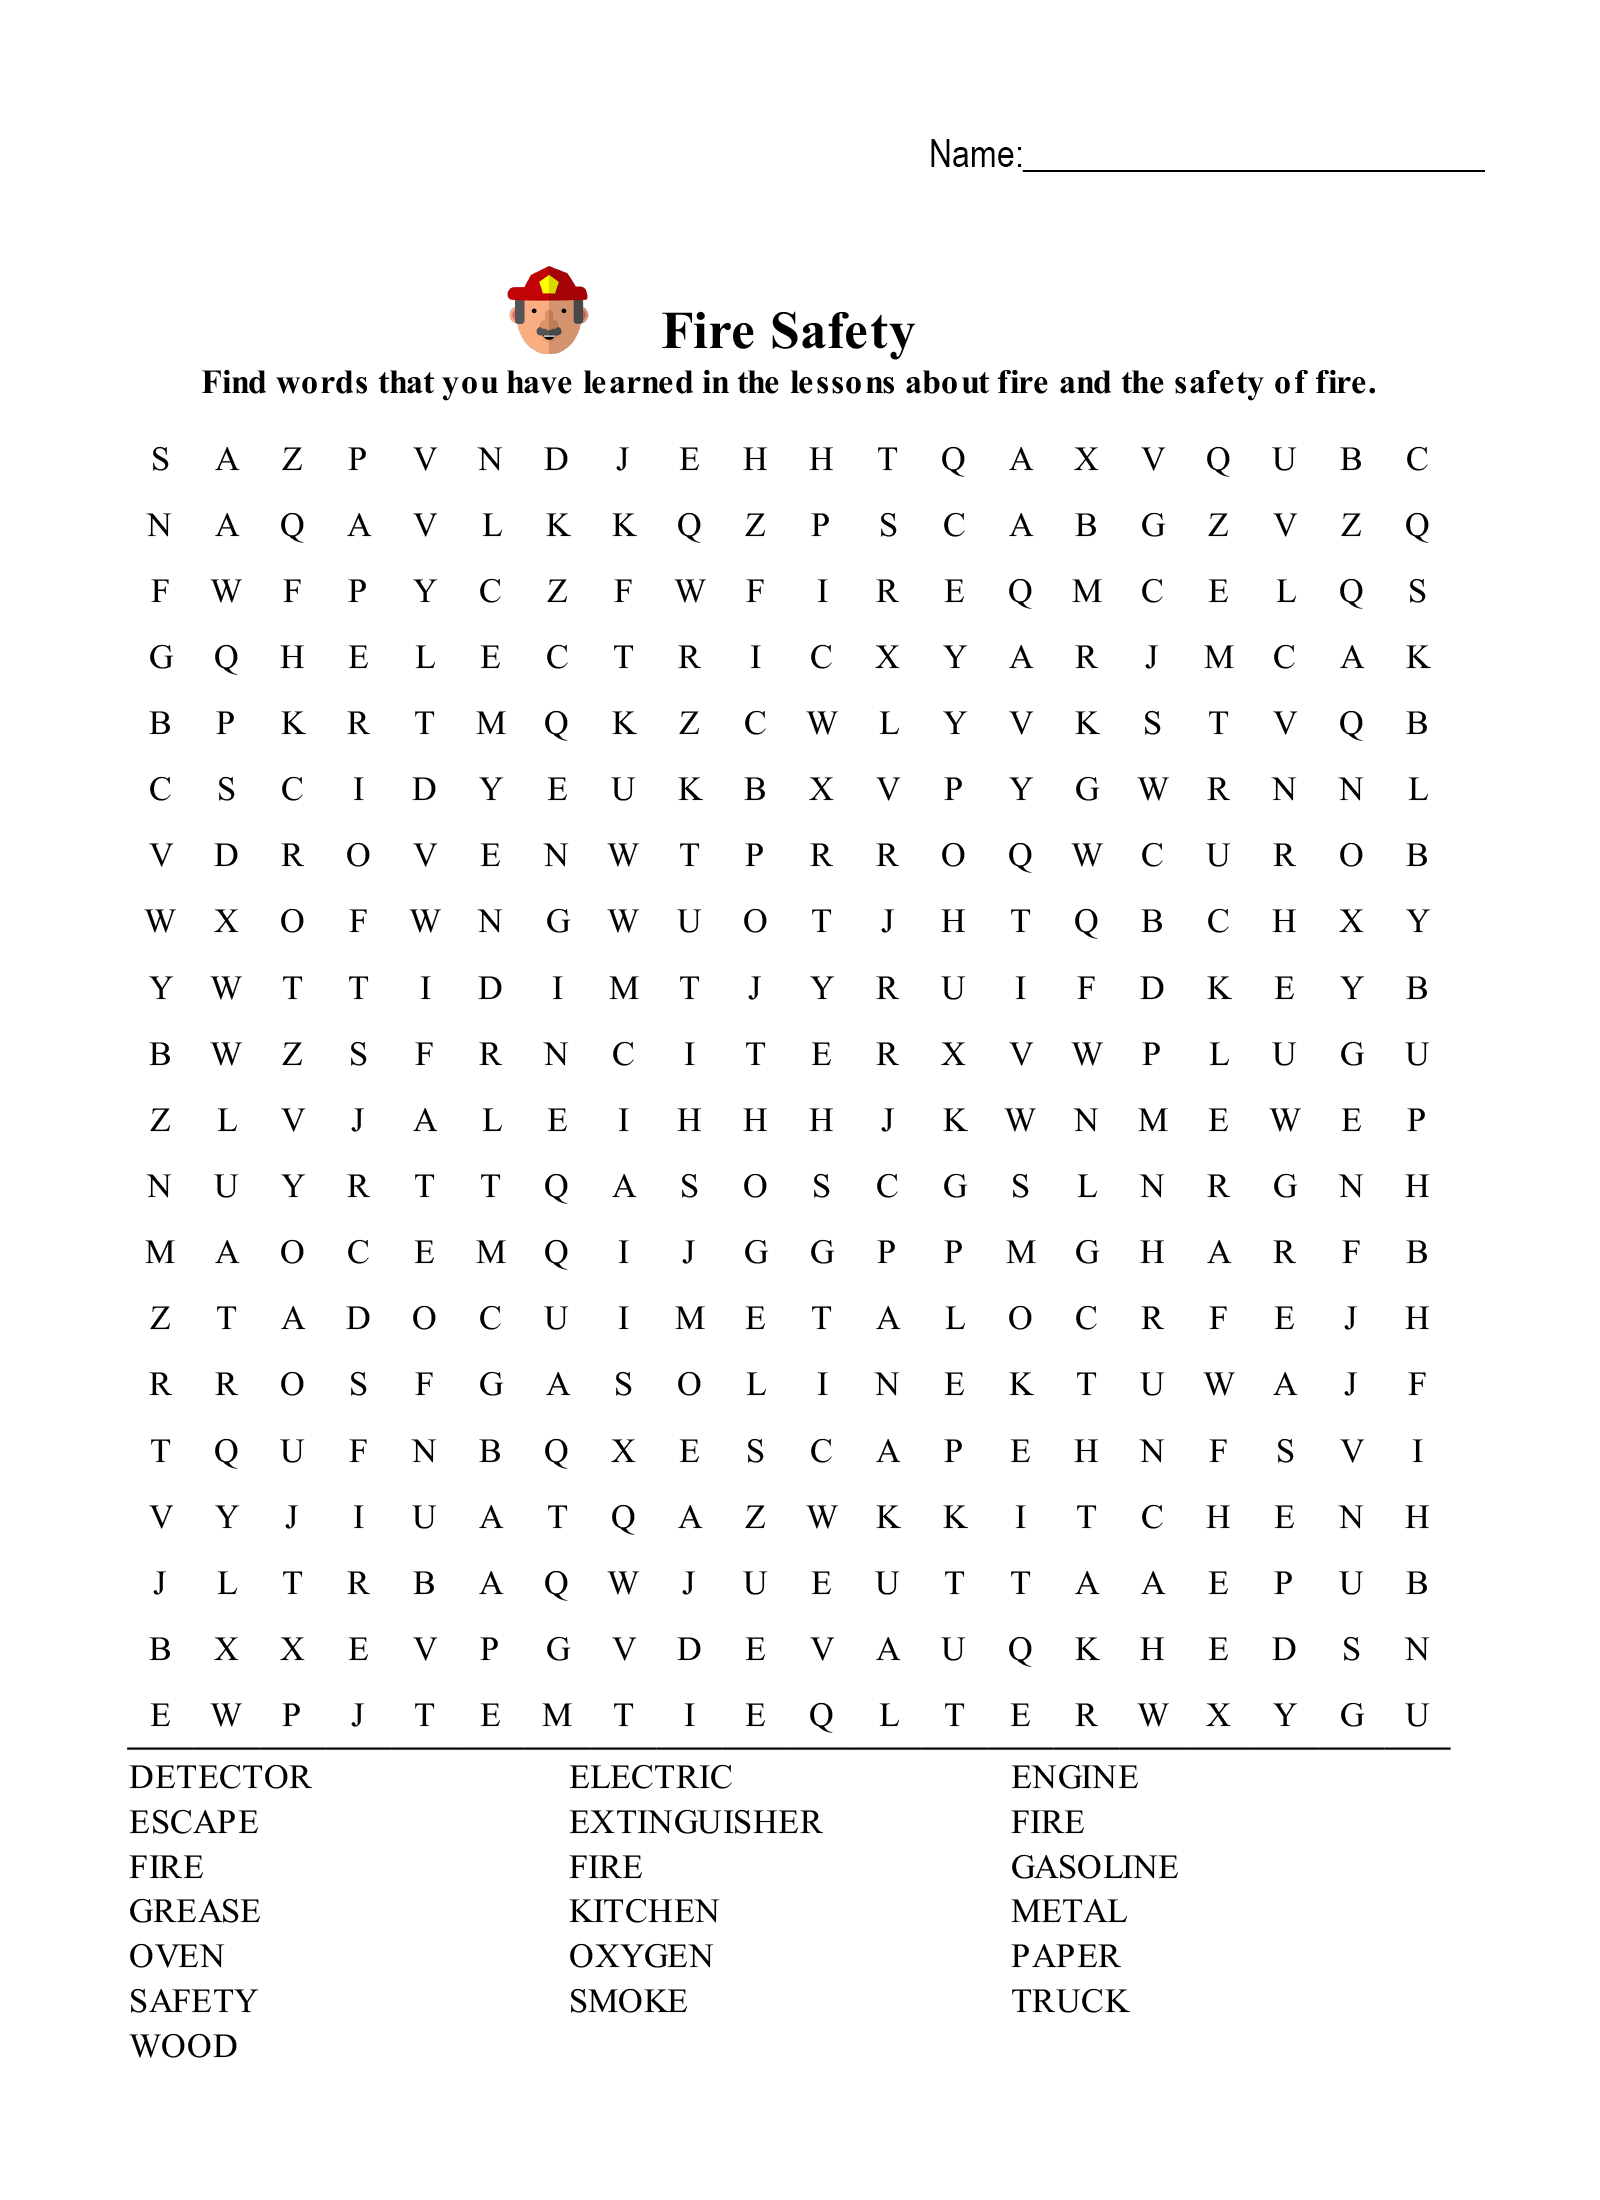 Name:
Fire Safety
Find words that you have learned in the lessons about fire and the safety of fire.
S A Z P V N D J E H H T Q A X V Q U B C
N A Q A V L K K Q Z P S C A B G Z V Z Q
F W F P Y C Z F W F I R E Q M C E L Q S
G Q H E L E C T R I C X Y A R J M C A K
B P K R T M Q K Z C W L Y V K S T V Q B
C S C I D Y E U K B X V P Y G W R N N L
V D R O V E N W T P R R O Q W C U R O B
W X O F W N G W U O T J H T Q B C H X Y
Y W T T I D I M T J Y R U I F D K E Y B
B W Z S F R N C I T E R X V W P L U G U
Z L V J A L E I H H H J K W N M E W E P
N U Y R T T Q A S O S C G S L N R G N H
M A O C E M Q I J G G P P M G H A R F B
Z T A D O C U I M E T A L O C R F E J H
R R O S F G A S O L I N E K T U W A J F
T Q U F N B Q X E S C A P E H N F S V I
V Y J I U A T Q A Z W K K I T C H E N H
J L T R B A Q W J U E U T T A A E P U B
B X X E V P G V D E V A U Q K H E D S N
E W P J T E M T I E Q L T E R W X Y G U
DETECTOR ELECTRIC ENGINE
ESCAPE EXTINGUISHER FIRE
FIRE FIRE GASOLINE
GREASE KITCHEN METAL
OVEN OXYGEN PAPER
SAFETY SMOKE TRUCK
WOOD